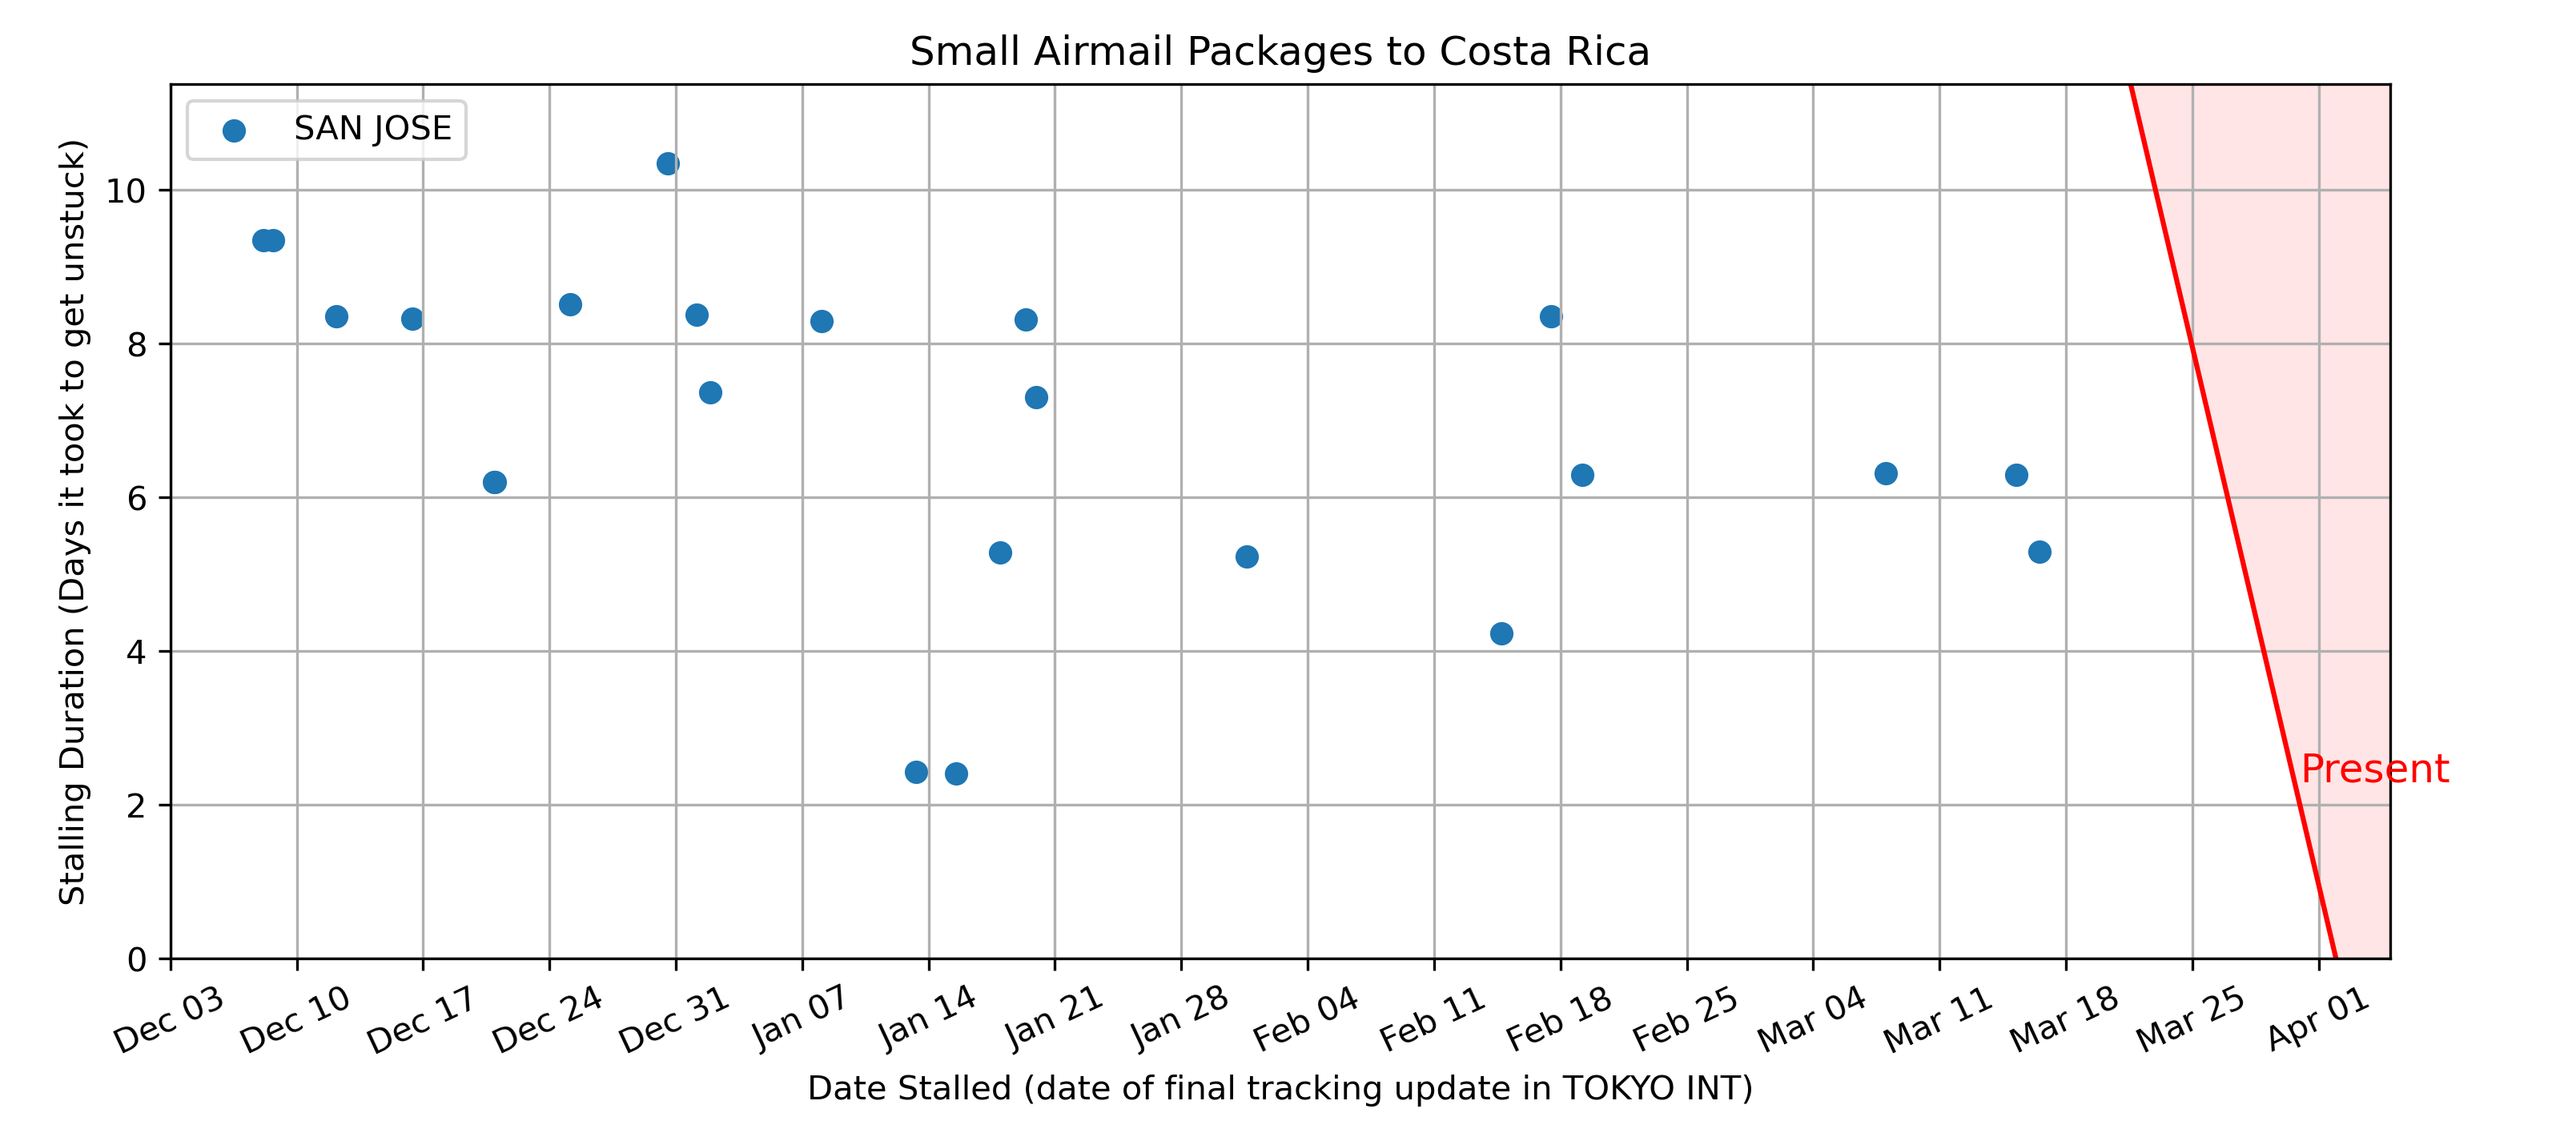 Small Airmail Packages to Costa Rica
SAN JOSE
Stalling Duration (Days it took to get unstuck)
10
8
6
4
2
0
Present
Dec 03
Dec 10
Dec 17
Dec 24
Dec 31
Jan 07
Jan 14
Jan 21
Jan 28
Feb 04
Feb 11
Feb 18
Feb 25
Mar 04
Mar 11
Mar 18
Mar 25
Apr 01
Date Stalled (date of final tracking update in TOKYO INT)